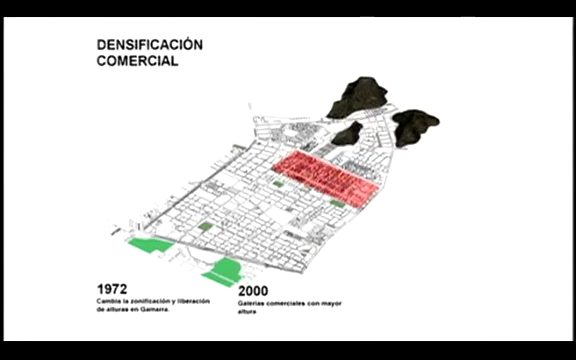 DENSIFICACIÓN
COMERCIAL
1972
Cambia la zonificación y liberación
de alturas en Gamarra.
2000
Galerías comerciales con mayor
altura